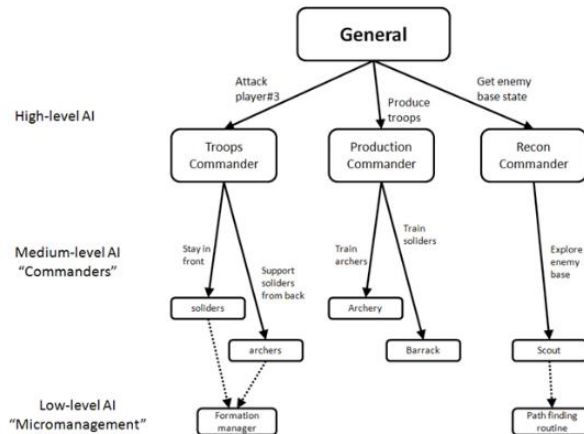 General
Attack
player#3
Produce
troops
Get enemy
base state
High-level AI
Troops
Commander
Production
Commander
Recon
Commander
Medium-level AI
“Commanders”
Stay in
front
Support
soliders
from back
Train
archers
Train
soliders
Explore
enemy
base
soliders
archers
Archery
Barrack
Scout
Low-level AI
“Micromanagement”
Formation
manager
Path finding
routine